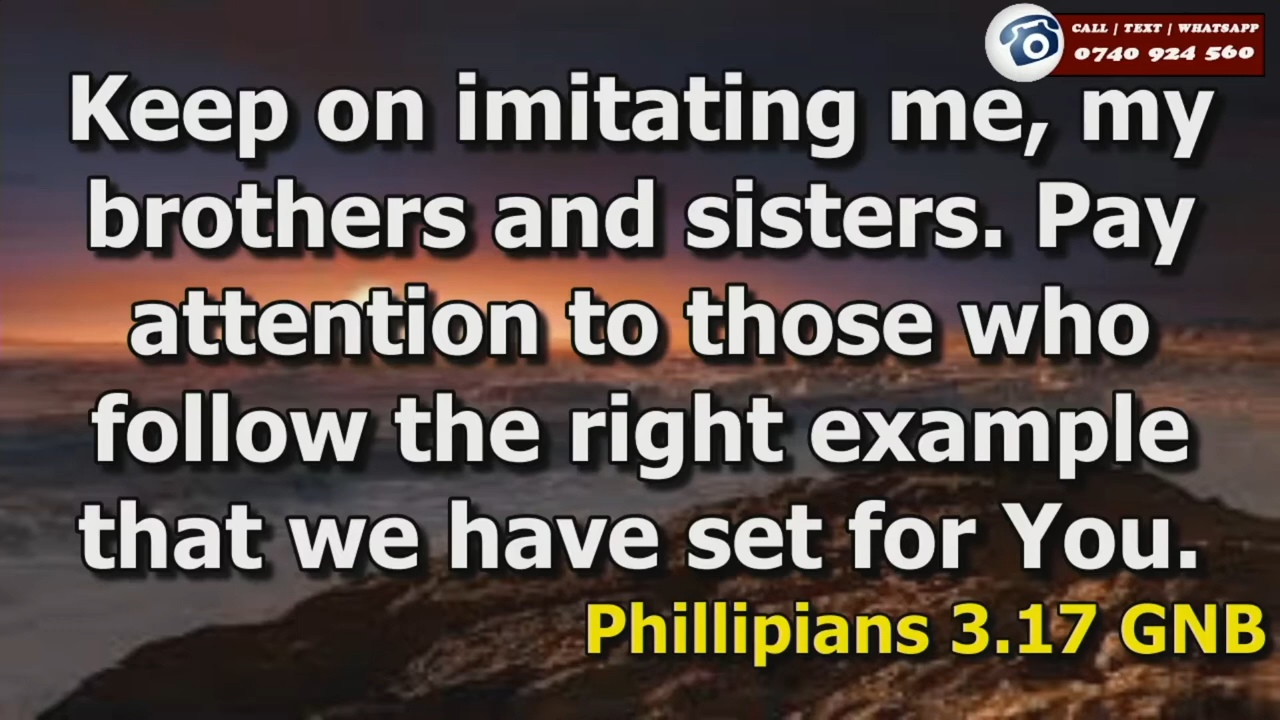 CALL | TEXT | WHATSAPP
0740 924 560
Keep on imitating me, my
brothers and sisters. Pay
attention to those who
follow the right example
that we have set for You.
Phillipians 3.17 GNB